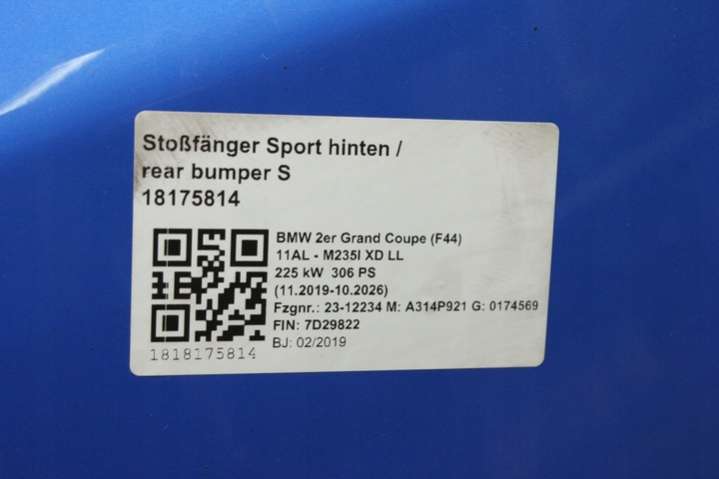 Stoßfänger Sport hinten /
rear bumper S
18175814
BMW 2er Grand Coupe (F44)
11AL - M235I XD LL
225 kW 306 PS
(11.2019-10.2026)
Fzgnr.: 23-12234 M: A314P921 G: 0174569
FIN: 7D29822
BJ: 02/2019
1818175814